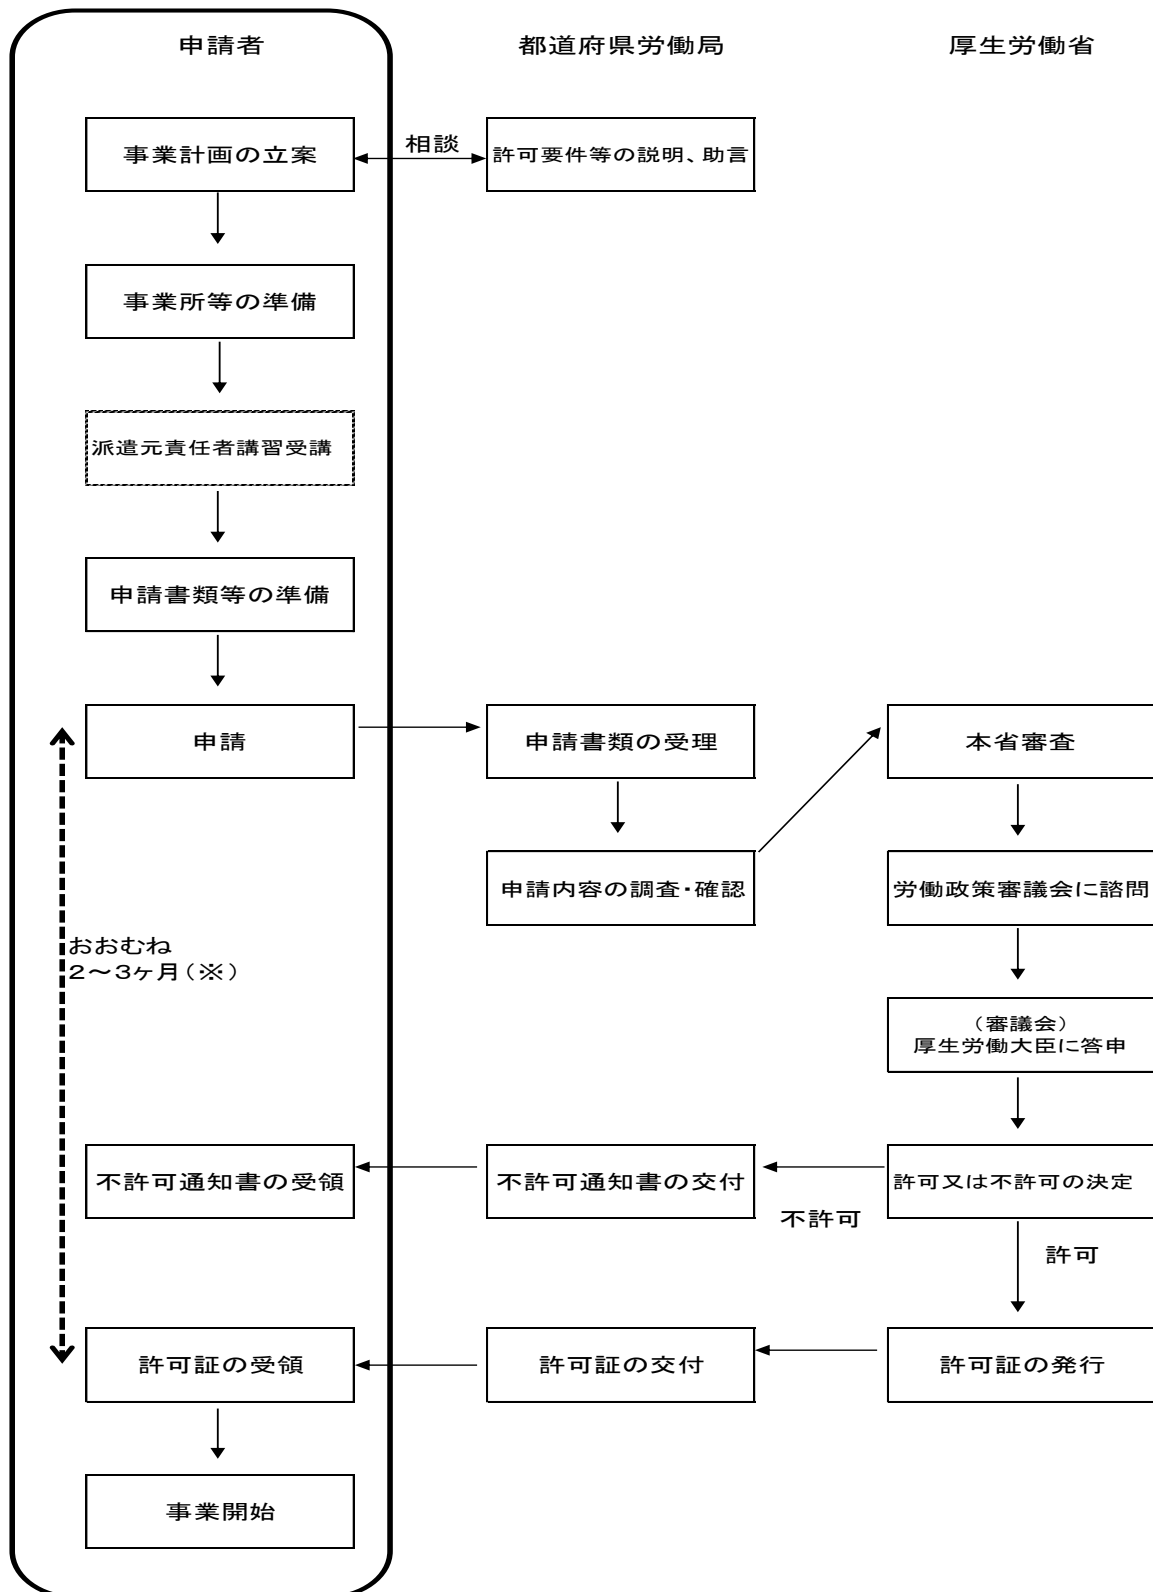 申請者
都道府県労働局
厚生労働省
事業計画の立案
相談
許可要件等の説明、助言
事業所等の準備
派遣元責任者講習受講
申請書類等の準備
申請
申請書類の受理
本省審査
申請内容の調査・確認
労働政策審議会に諮問
おおむね
2～3ヶ月（※）
（審議会）
厚生労働大臣に答申
不許可通知書の受領
不許可通知書の交付
許可又は不許可の決定
不許可
許可
許可証の受領
許可証の交付
許可証の発行
事業開始